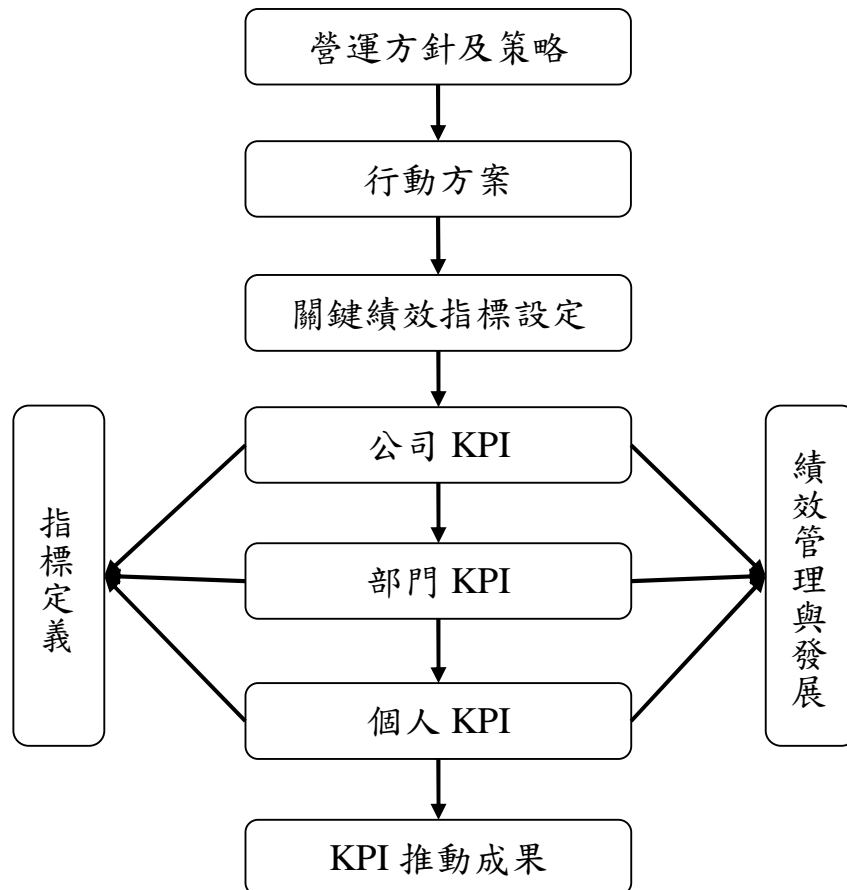 營運方針及策略
行動方案
關鍵績效指標設定
公司 KPI
指標定義
績效管理與發展
部門 KPI
個人 KPI
KPI 推動成果